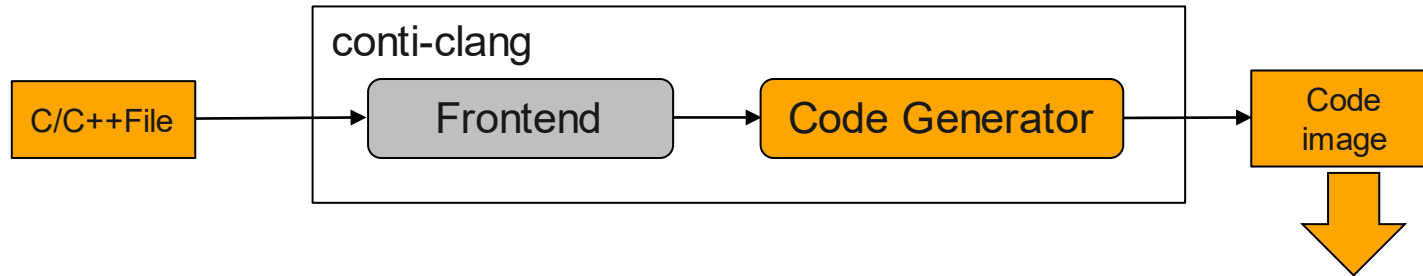 conti-clang
C/C++File
Frontend
Code Generator
Code
image